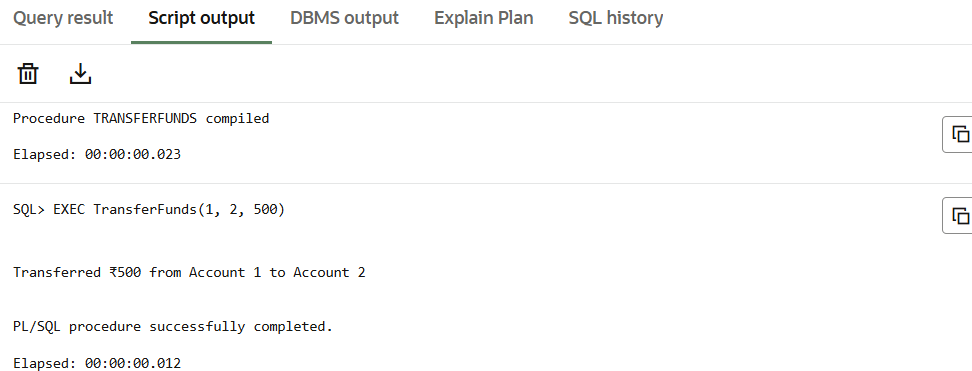 Query result Script output DBMS output Explain Plan SQL history
Procedure TRANSFERFUNDS compiled
Elapsed: 00:00:00.023
SQL> EXEC TransferFunds(1, 2, 500)
Transferred ₹500 from Account 1 to Account 2
PL/SQL procedure successfully completed.
Elapsed: 00:00:00.012